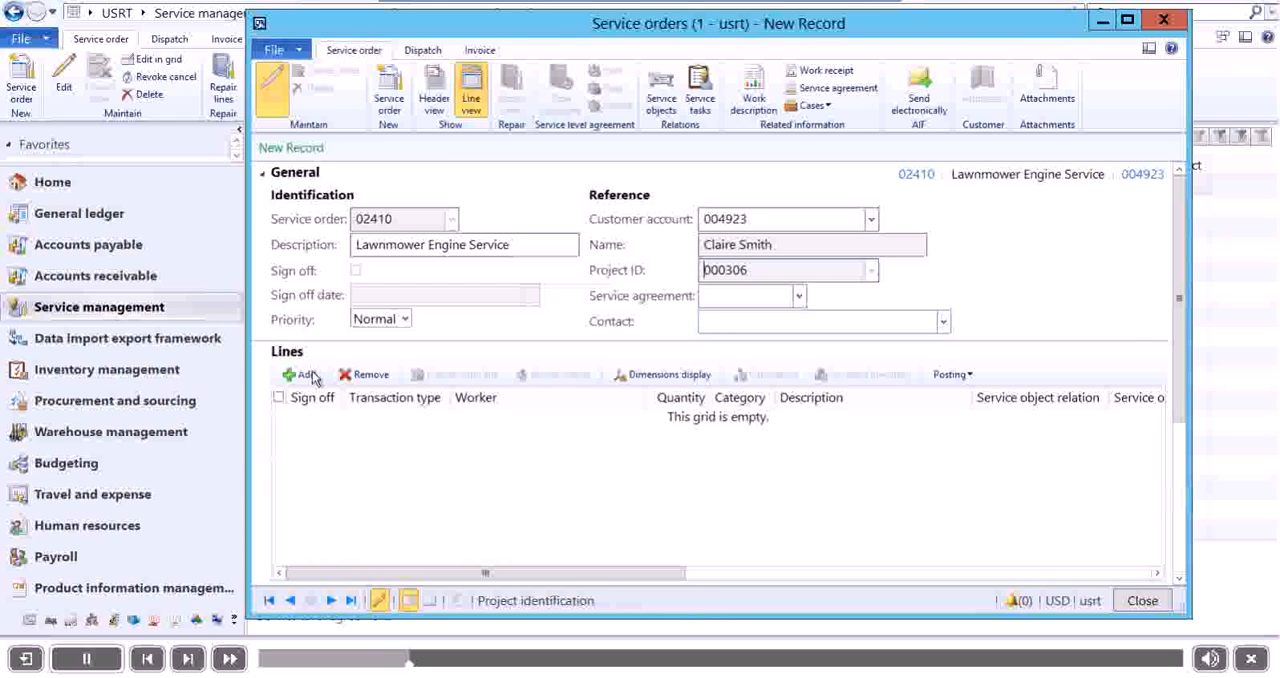 USRT ▸ Service manage
Service orders (1 - usrt) - New Record
File
Service order
Dispatch
Invoice
Service order
New
Edit
Edit in grid
Revoke cancel
Delete
Maintain
Repair lines
Repair
File
Service order
Dispatch
Invoice
Maintain
Service order
New
Header view
Line view
Show
Repair
Service level agreement
Service objects
Service tasks
Relations
Work description
Work receipt
Service agreement
Cases
Related information
Send electronically
AIF
Customer
Attachments
Attachments
Favorites
Home
General ledger
Accounts payable
Accounts receivable
Service management
Data import export framework
Inventory management
Procurement and sourcing
Warehouse management
Budgeting
Travel and expense
Human resources
Payroll
Product information managem...
New Record
General
02410 Lawnmower Engine Service 004923
Identification
Service order: 02410
Description: Lawnmower Engine Service
Sign off:
Sign off date:
Priority: Normal
Reference
Customer account: 004923
Name: Claire Smith
Project ID: 000306
Service agreement:
Contact:
Lines
Add Remove Dimensions display Posting
Sign off Transaction type Worker Quantity Category Description Service object relation Service o
This grid is empty.
Project identification
(0) USD usrt Close
ct